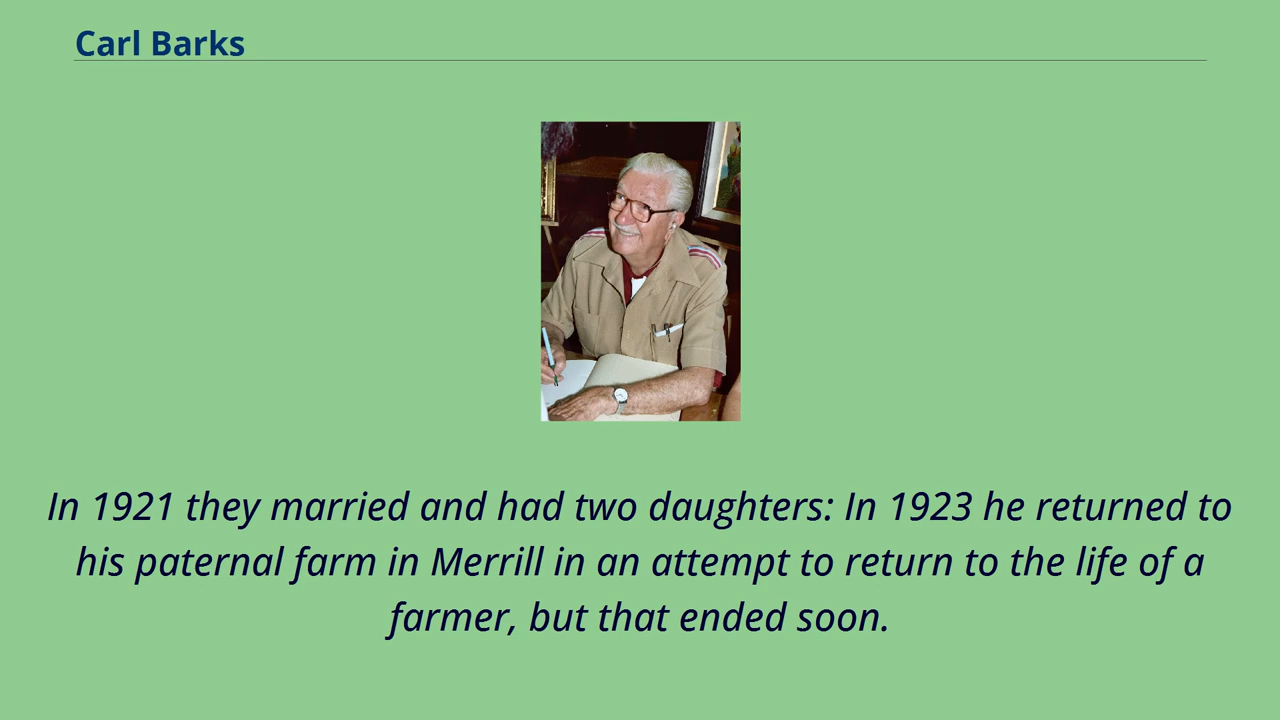 Carl Barks
In 1921 they married and had two daughters: In 1923 he returned to
his paternal farm in Merrill in an attempt to return to the life of a
farmer, but that ended soon.